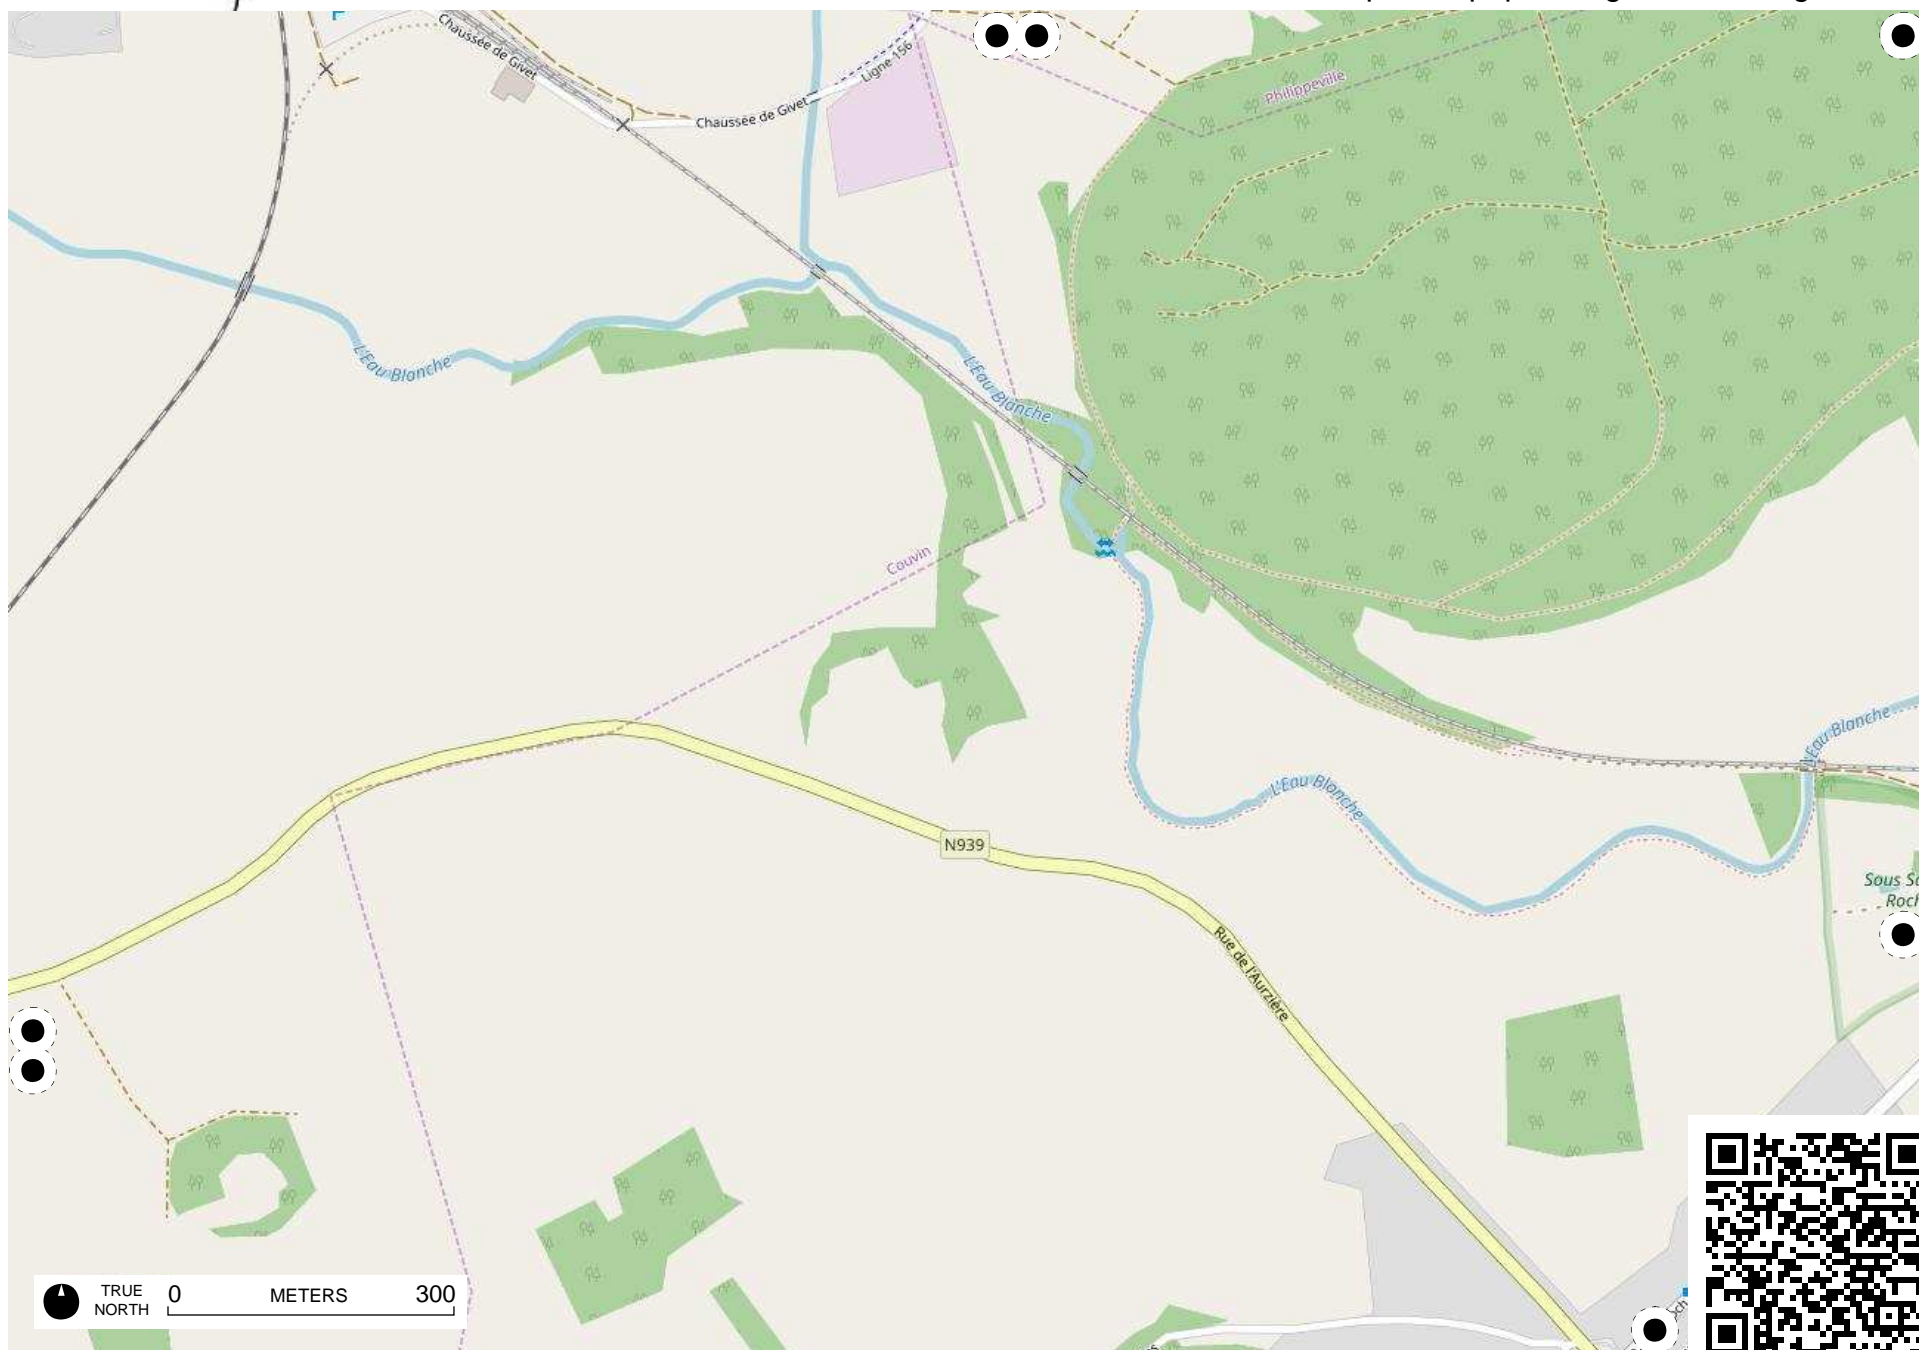 Chaussée de Givet
Ligne 156
Chaussée de Givet
Philippeville
L'Eau Blanche
L'Eau Blanche
Couvin
L'Eau Blanche
Eau Blanche
N939
Sous
Rue de l'Aurzière
TRUE NORTH
0 METERS 300